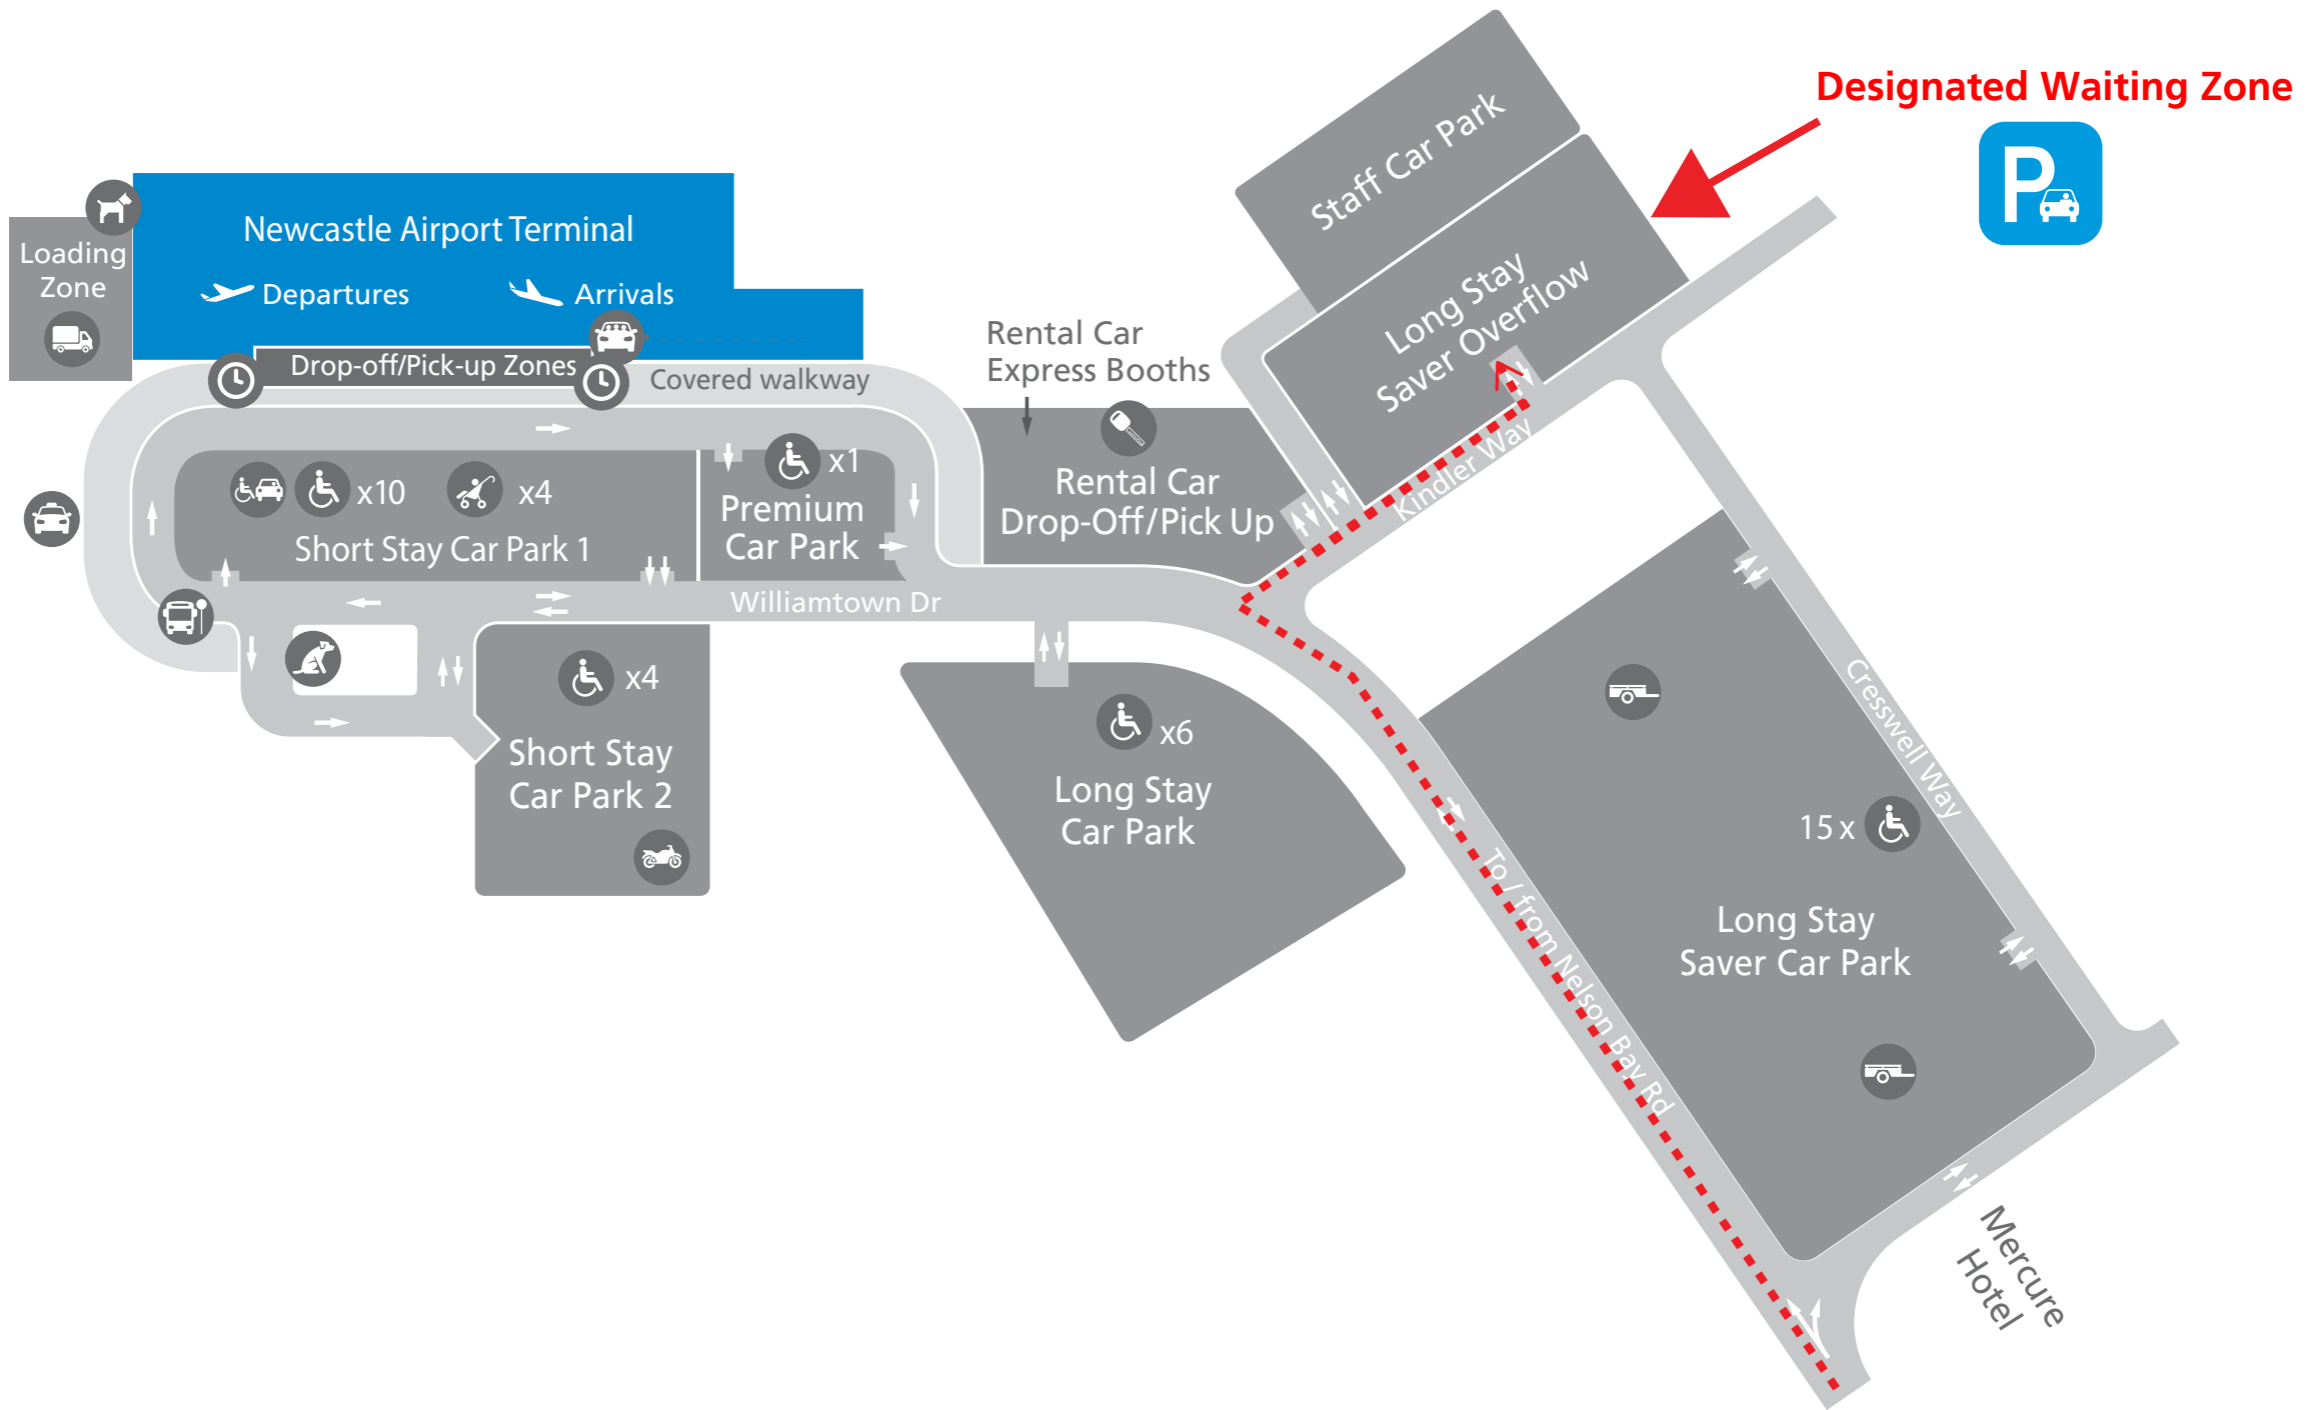 Designated Waiting Zone
P
Staff Car Park
Newcastle Airport Terminal
Departures
Arrivals
Loading
Zone
Long Stay
Saver Overflow
Rental Car
Express Booths
Drop-off/Pick-up Zones
Covered walkway
Kindler Way
x1
Premium
Car Park
x10
x4
Short Stay Car Park 1
Rental Car
Drop-Off/Pick Up
Williamtown Dr
x4
Short Stay
Car Park 2
x6
Long Stay
Car Park
Cresswell Way
15 x
Long Stay
Saver Car Park
To / from Nelson Bay Rd
Mercure
Hotel